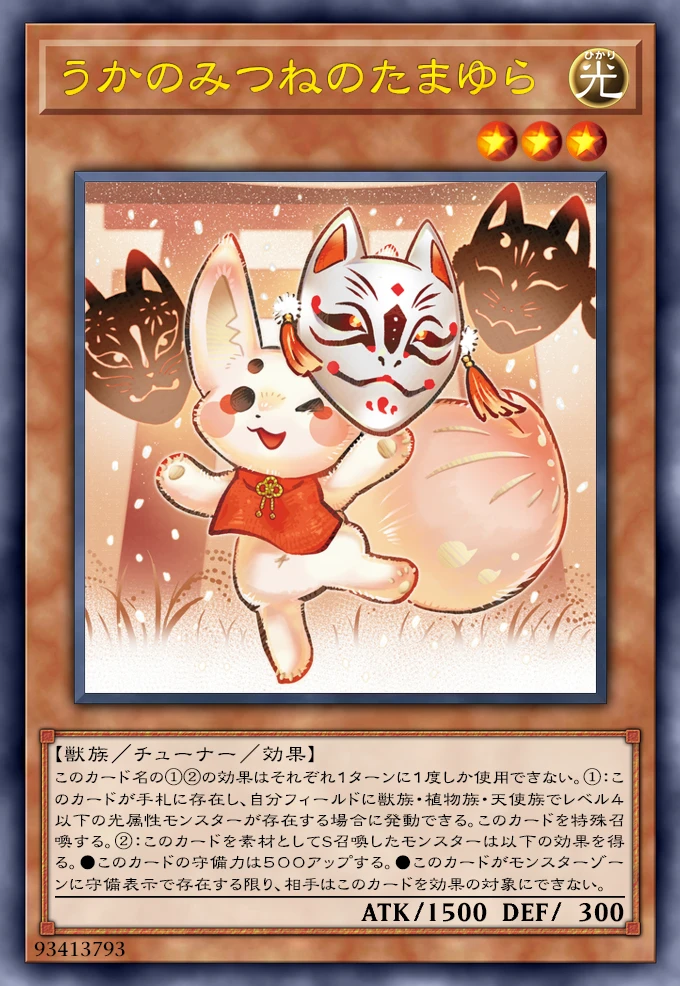 うかのみつねのたまゆら
ひかり
光
【獣族／チューナー／効果】
このカード名の①②の効果はそれぞれ1ターンに1度しか使用できない。①：こ
のカードが手札に存在し、自分フィールドに獣族・植物族・天使族でレベル4
以下の光属性モンスターが存在する場合に発動できる。このカードを特殊召
喚する。②：このカードを素材としてS召喚したモンスターは以下の効果を得
る。●このカードの守備力は500アップする。●このカードがモンスターゾー
ンに守備表示で存在する限り、相手はこのカードを効果の対象にできない。
ATK/1500 DEF/ 300
93413793